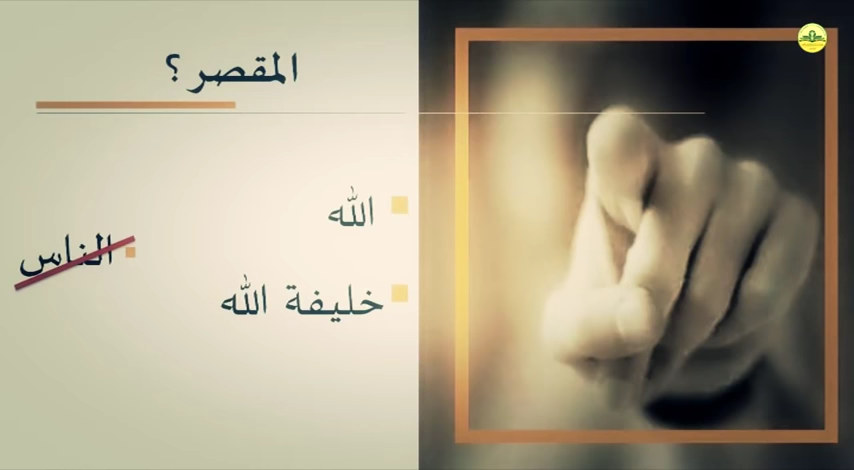 المقصر ؟
الله
الناس
خليفة الله